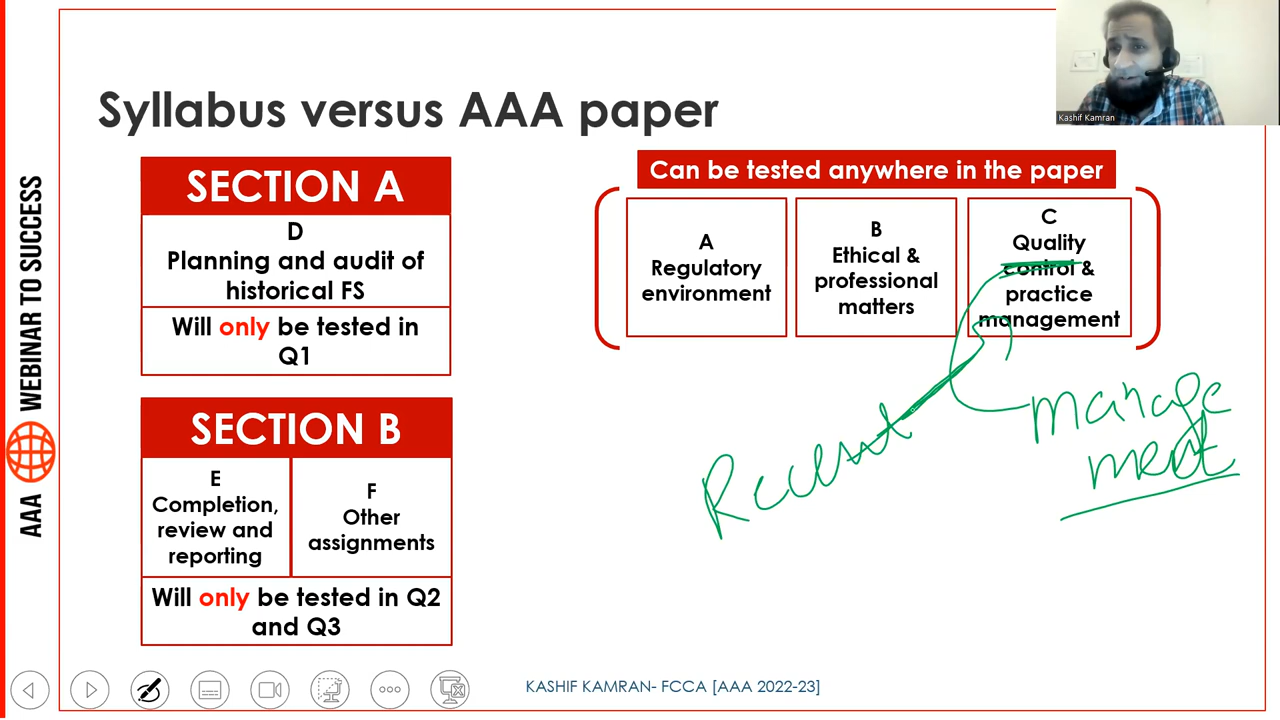 Syllabus versus AAA paper
Kashif Kamran
AAA WEBINAR TO SUCCESS
SECTION A
D
Planning and audit of
historical FS
Will only be tested in
Q1
SECTION B
E
Completion,
review and
reporting
F
Other
assignments
Will only be tested in Q2
and Q3
Can be tested anywhere in the paper
A
Regulatory
environment
B
Ethical &
professional
matters
C
Quality
control &
practice
management
manage
ment
KASHIF KAMRAN- FCCA [AAA 2022-23]